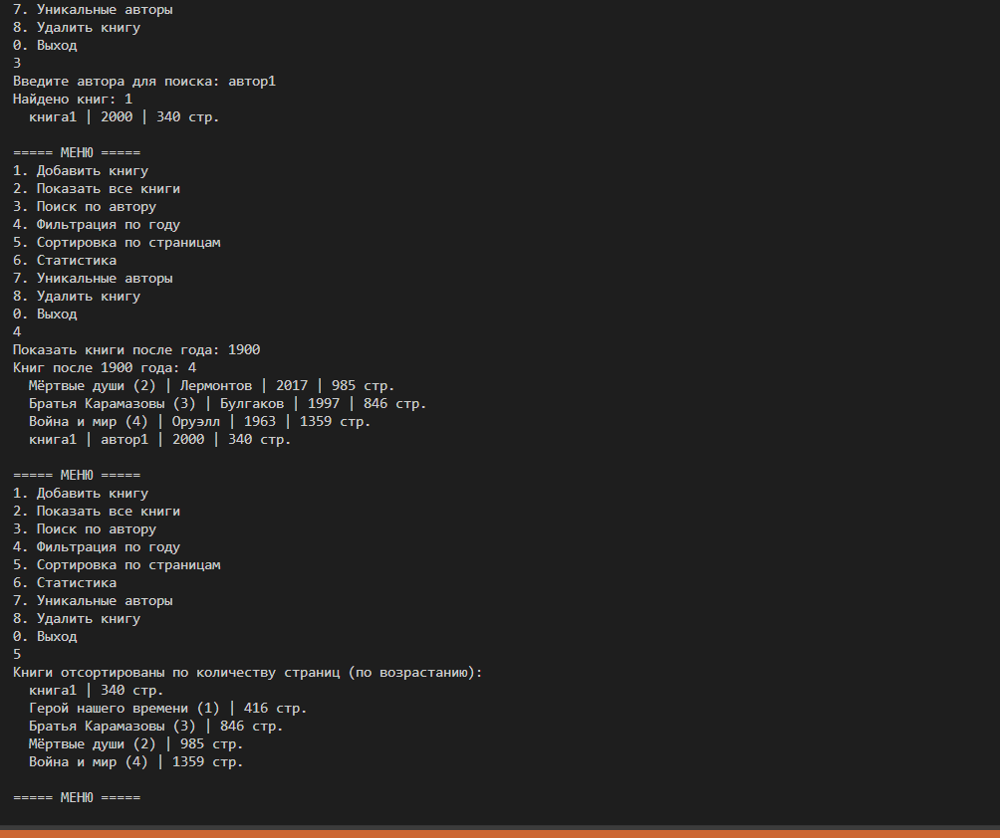 7. Уникальные авторы
8. Удалить книгу
0. Выход
3
Введите автора для поиска: автор1
Найдено книг: 1
  книга1 | 2000 | 340 стр.

===== МЕНЮ =====
1. Добавить книгу
2. Показать все книги
3. Поиск по автору
4. Фильтрация по году
5. Сортировка по страницам
6. Статистика
7. Уникальные авторы
8. Удалить книгу
0. Выход
4
Показать книги после года: 1900
Книг после 1900 года: 4
  Мёртвые души (2) | Лермонтов | 2017 | 985 стр.
  Братья Карамазовы (3) | Булгаков | 1997 | 846 стр.
  Война и мир (4) | Оруэлл | 1963 | 1359 стр.
  книга1 | автор1 | 2000 | 340 стр.

===== МЕНЮ =====
1. Добавить книгу
2. Показать все книги
3. Поиск по автору
4. Фильтрация по году
5. Сортировка по страницам
6. Статистика
7. Уникальные авторы
8. Удалить книгу
0. Выход
5
Книги отсортированы по количеству страниц (по возрастанию):
  книга1 | 340 стр.
  Герой нашего времени (1) | 416 стр.
  Братья Карамазовы (3) | 846 стр.
  Мёртвые души (2) | 985 стр.
  Война и мир (4) | 1359 стр.

===== МЕНЮ =====